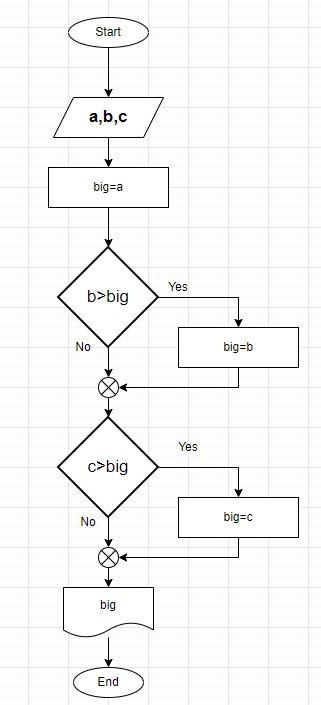 Start
a,b,c
big=a
b>big
Yes
big=b
No
c>big
Yes
big=c
No
big
End